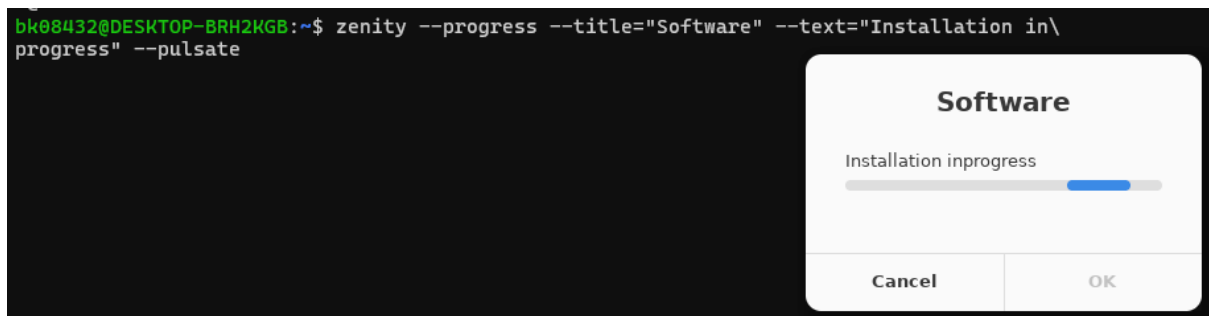 bk08432@DESKTOP-BRH2KGB:~$ zenity --progress --title="Software" --text="Installation in\
progress" --pulsate
Software
Installation inprogress
Cancel
OK